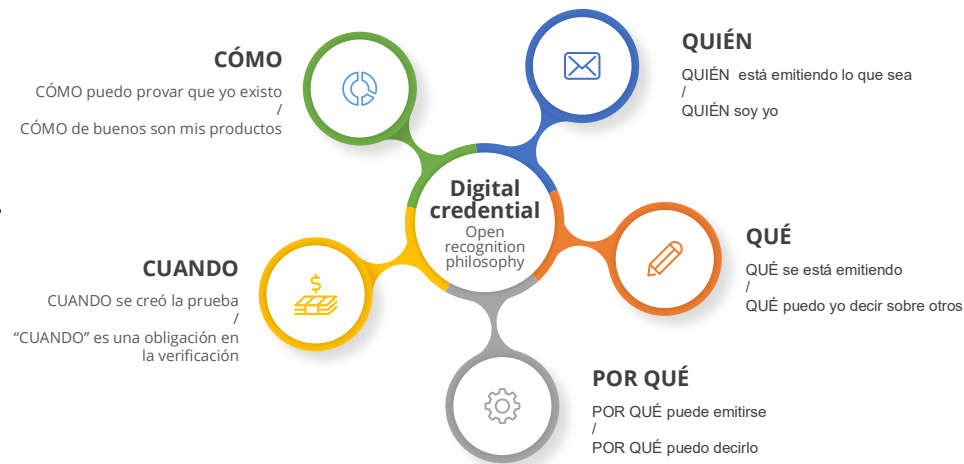 CÓMO
CÓMO puedo provar que yo existo
/
CÓMO de buenos son mis productos
QUIÉN
QUIÉN está emitiendo lo que sea
/
QUIÉN soy yo
Digital
credential
Open
recognition
philosophy
QUÉ
QUÉ se está emitiendo
/
QUÉ puedo yo decir sobre otros
CUANDO
CUANDO se creó la prueba
/
“CUANDO” es una obligación en
la verificación
$
POR QUÉ
POR QUÉ puede emitirse
/
POR QUÉ puedo decirlo